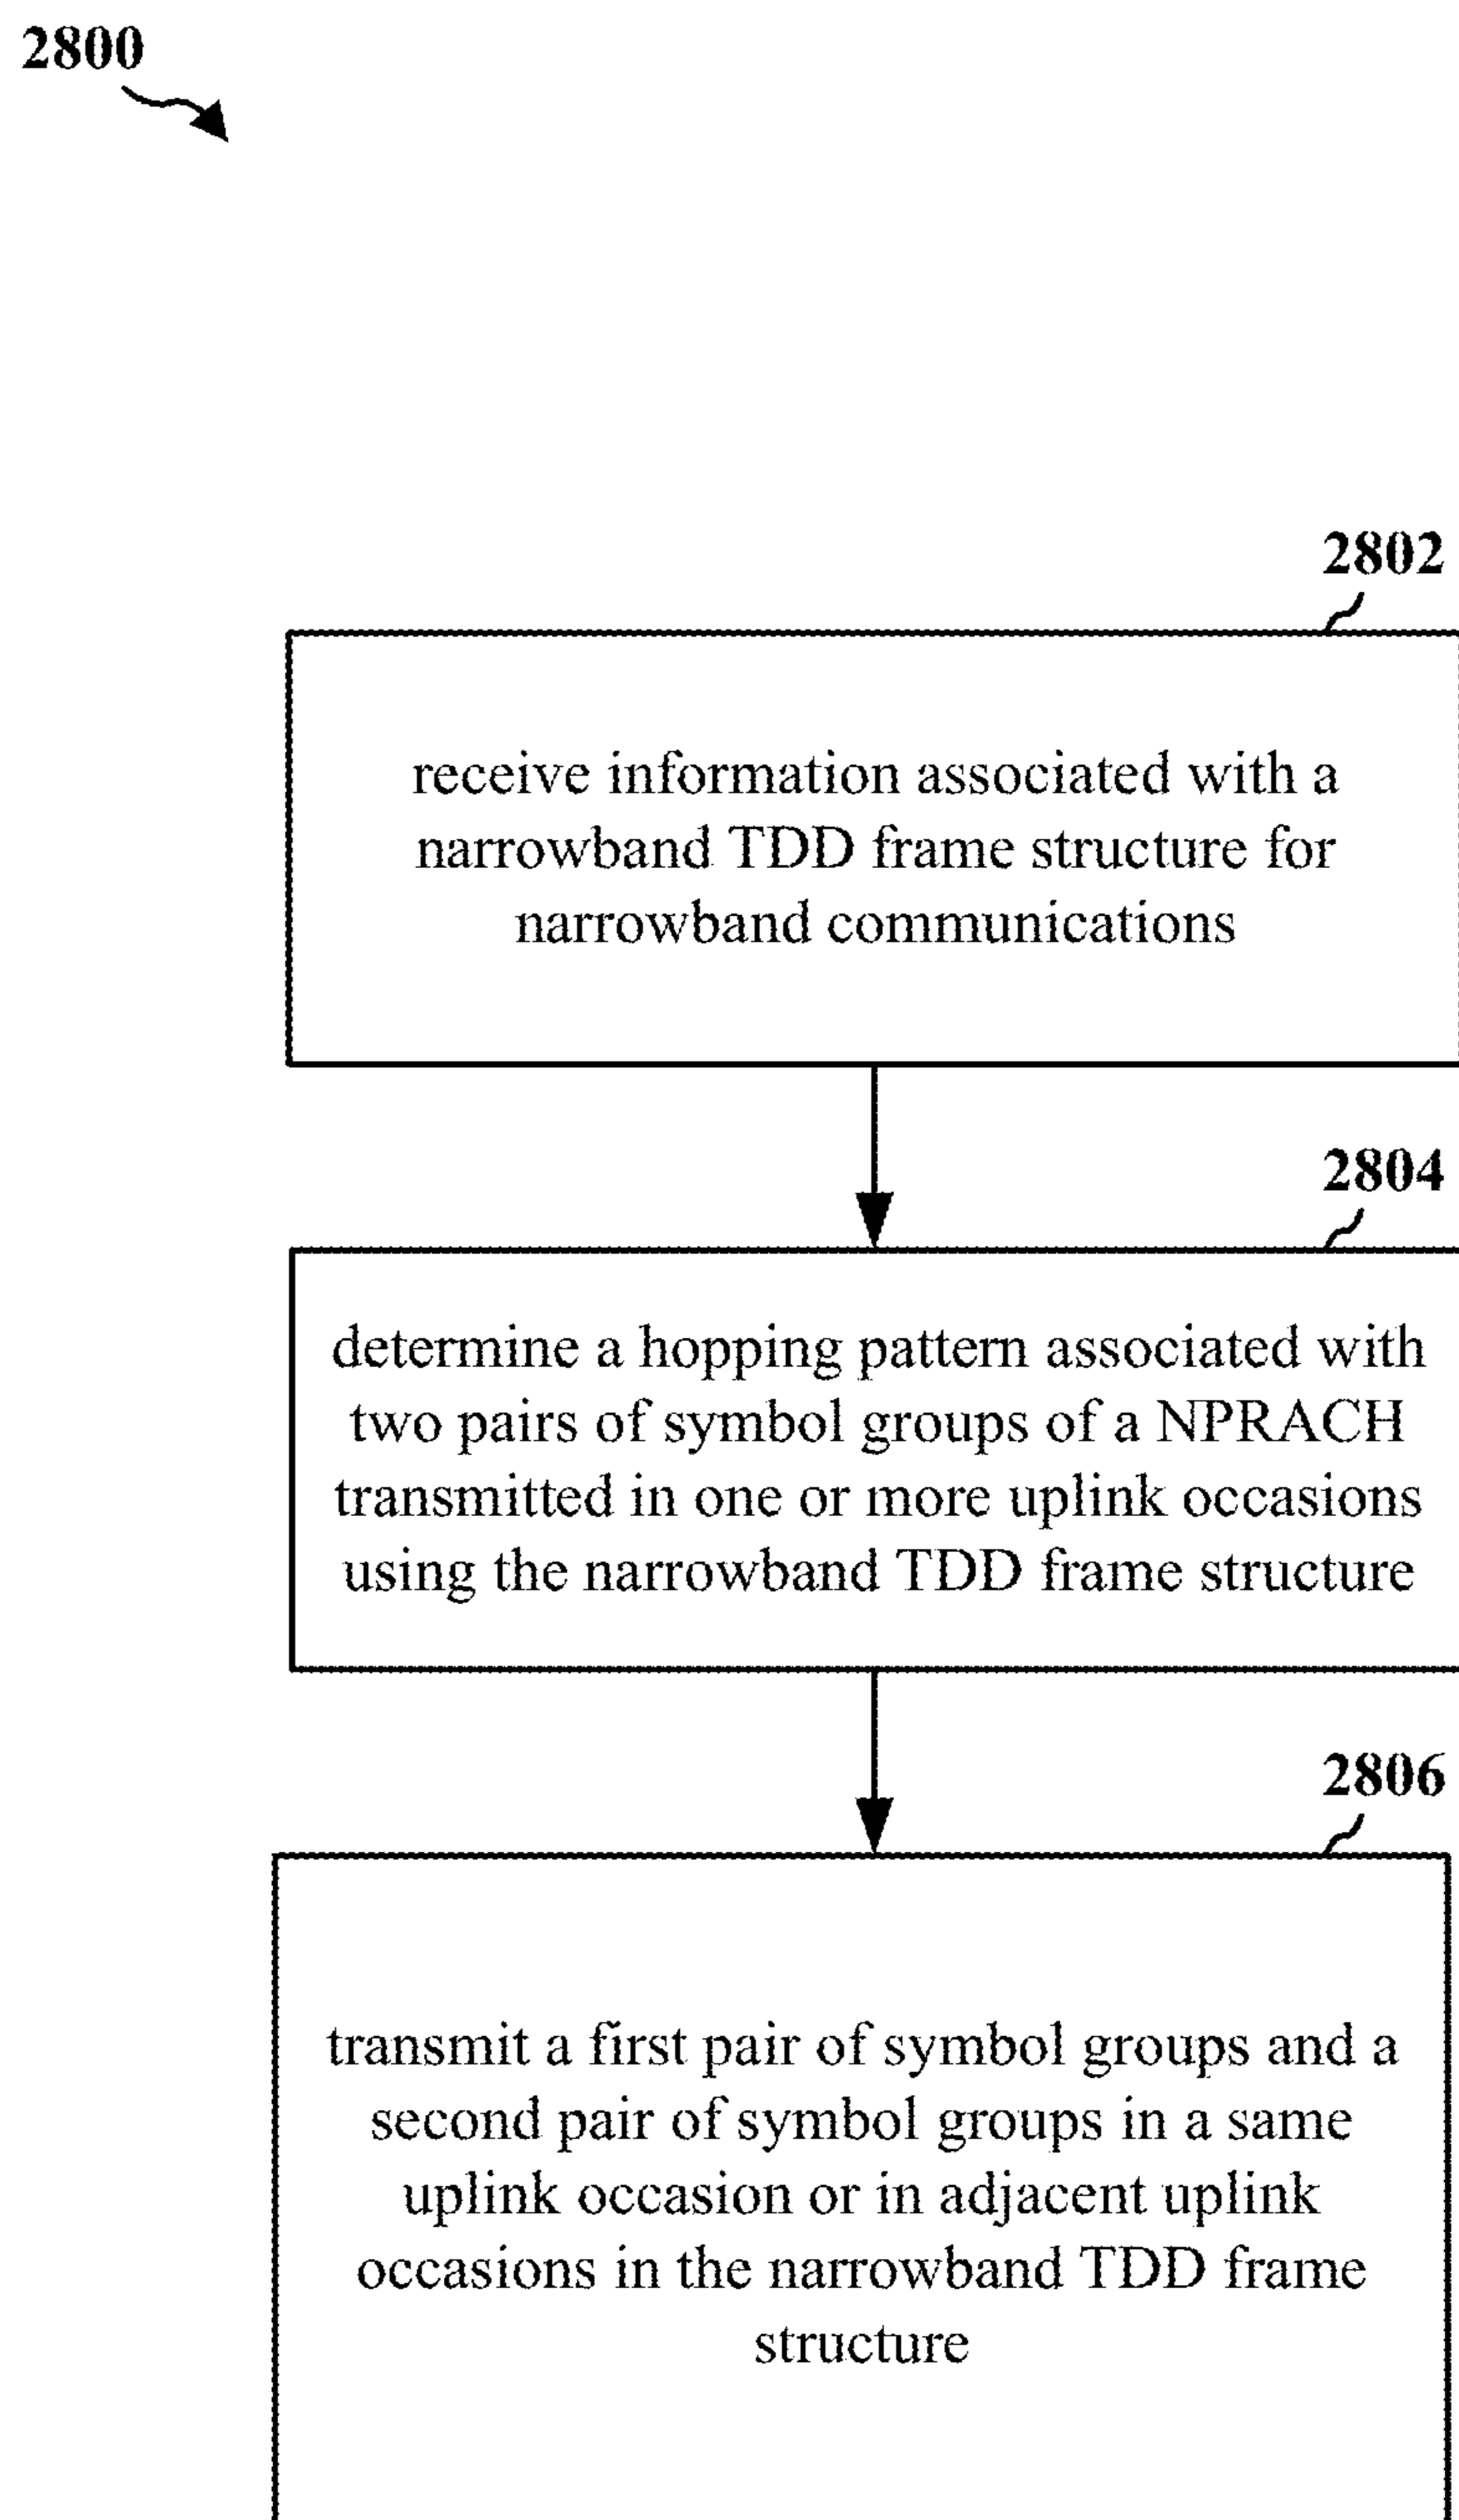 2800
2802
receive information associated with a
narrowband TDD frame structure for
narrowband communications
2804
determine a hopping pattern associated with
two pairs of symbol groups of a NPRACH
transmitted in one or more uplink occasions
using the narrowband TDD frame structure
2806
transmit a first pair of symbol groups and a
second pair of symbol groups in a same
uplink occasion or in adjacent uplink
occasions in the narrowband TDD frame
structure